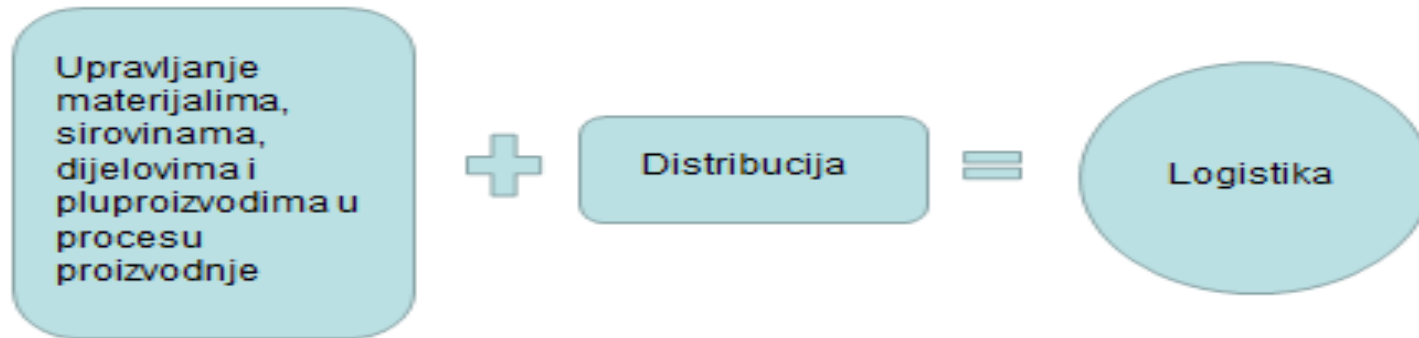 Upravljanje
materijalima,
sirovinama,
dijelovima i
pluproizvodima u
procesu
proizvodnje
Distribucija
Logistika